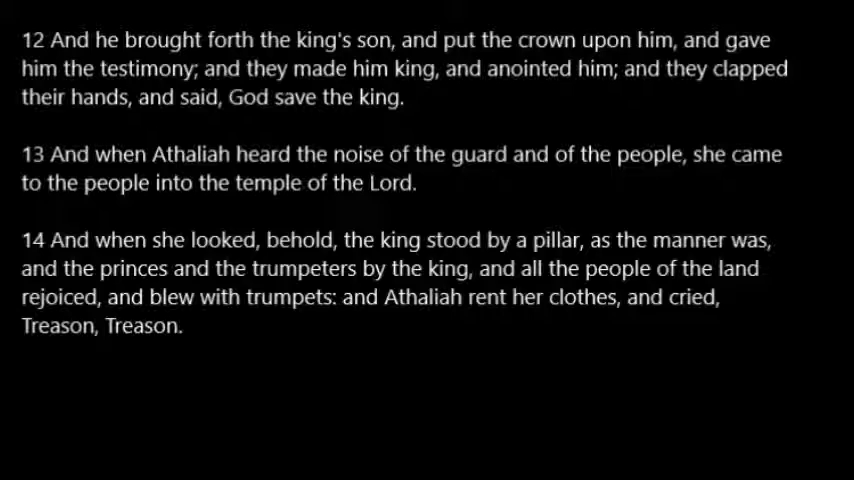 12 And he brought forth the king's son, and put the crown upon him, and gave
him the testimony; and they made him king, and anointed him; and they clapped
their hands, and said, God save the king.
13 And when Athaliah heard the noise of the guard and of the people, she came
to the people into the temple of the Lord.
14 And when she looked, behold, the king stood by a pillar, as the manner was,
and the princes and the trumpeters by the king, and all the people of the land
rejoiced, and blew with trumpets: and Athaliah rent her clothes, and cried,
Treason, Treason.